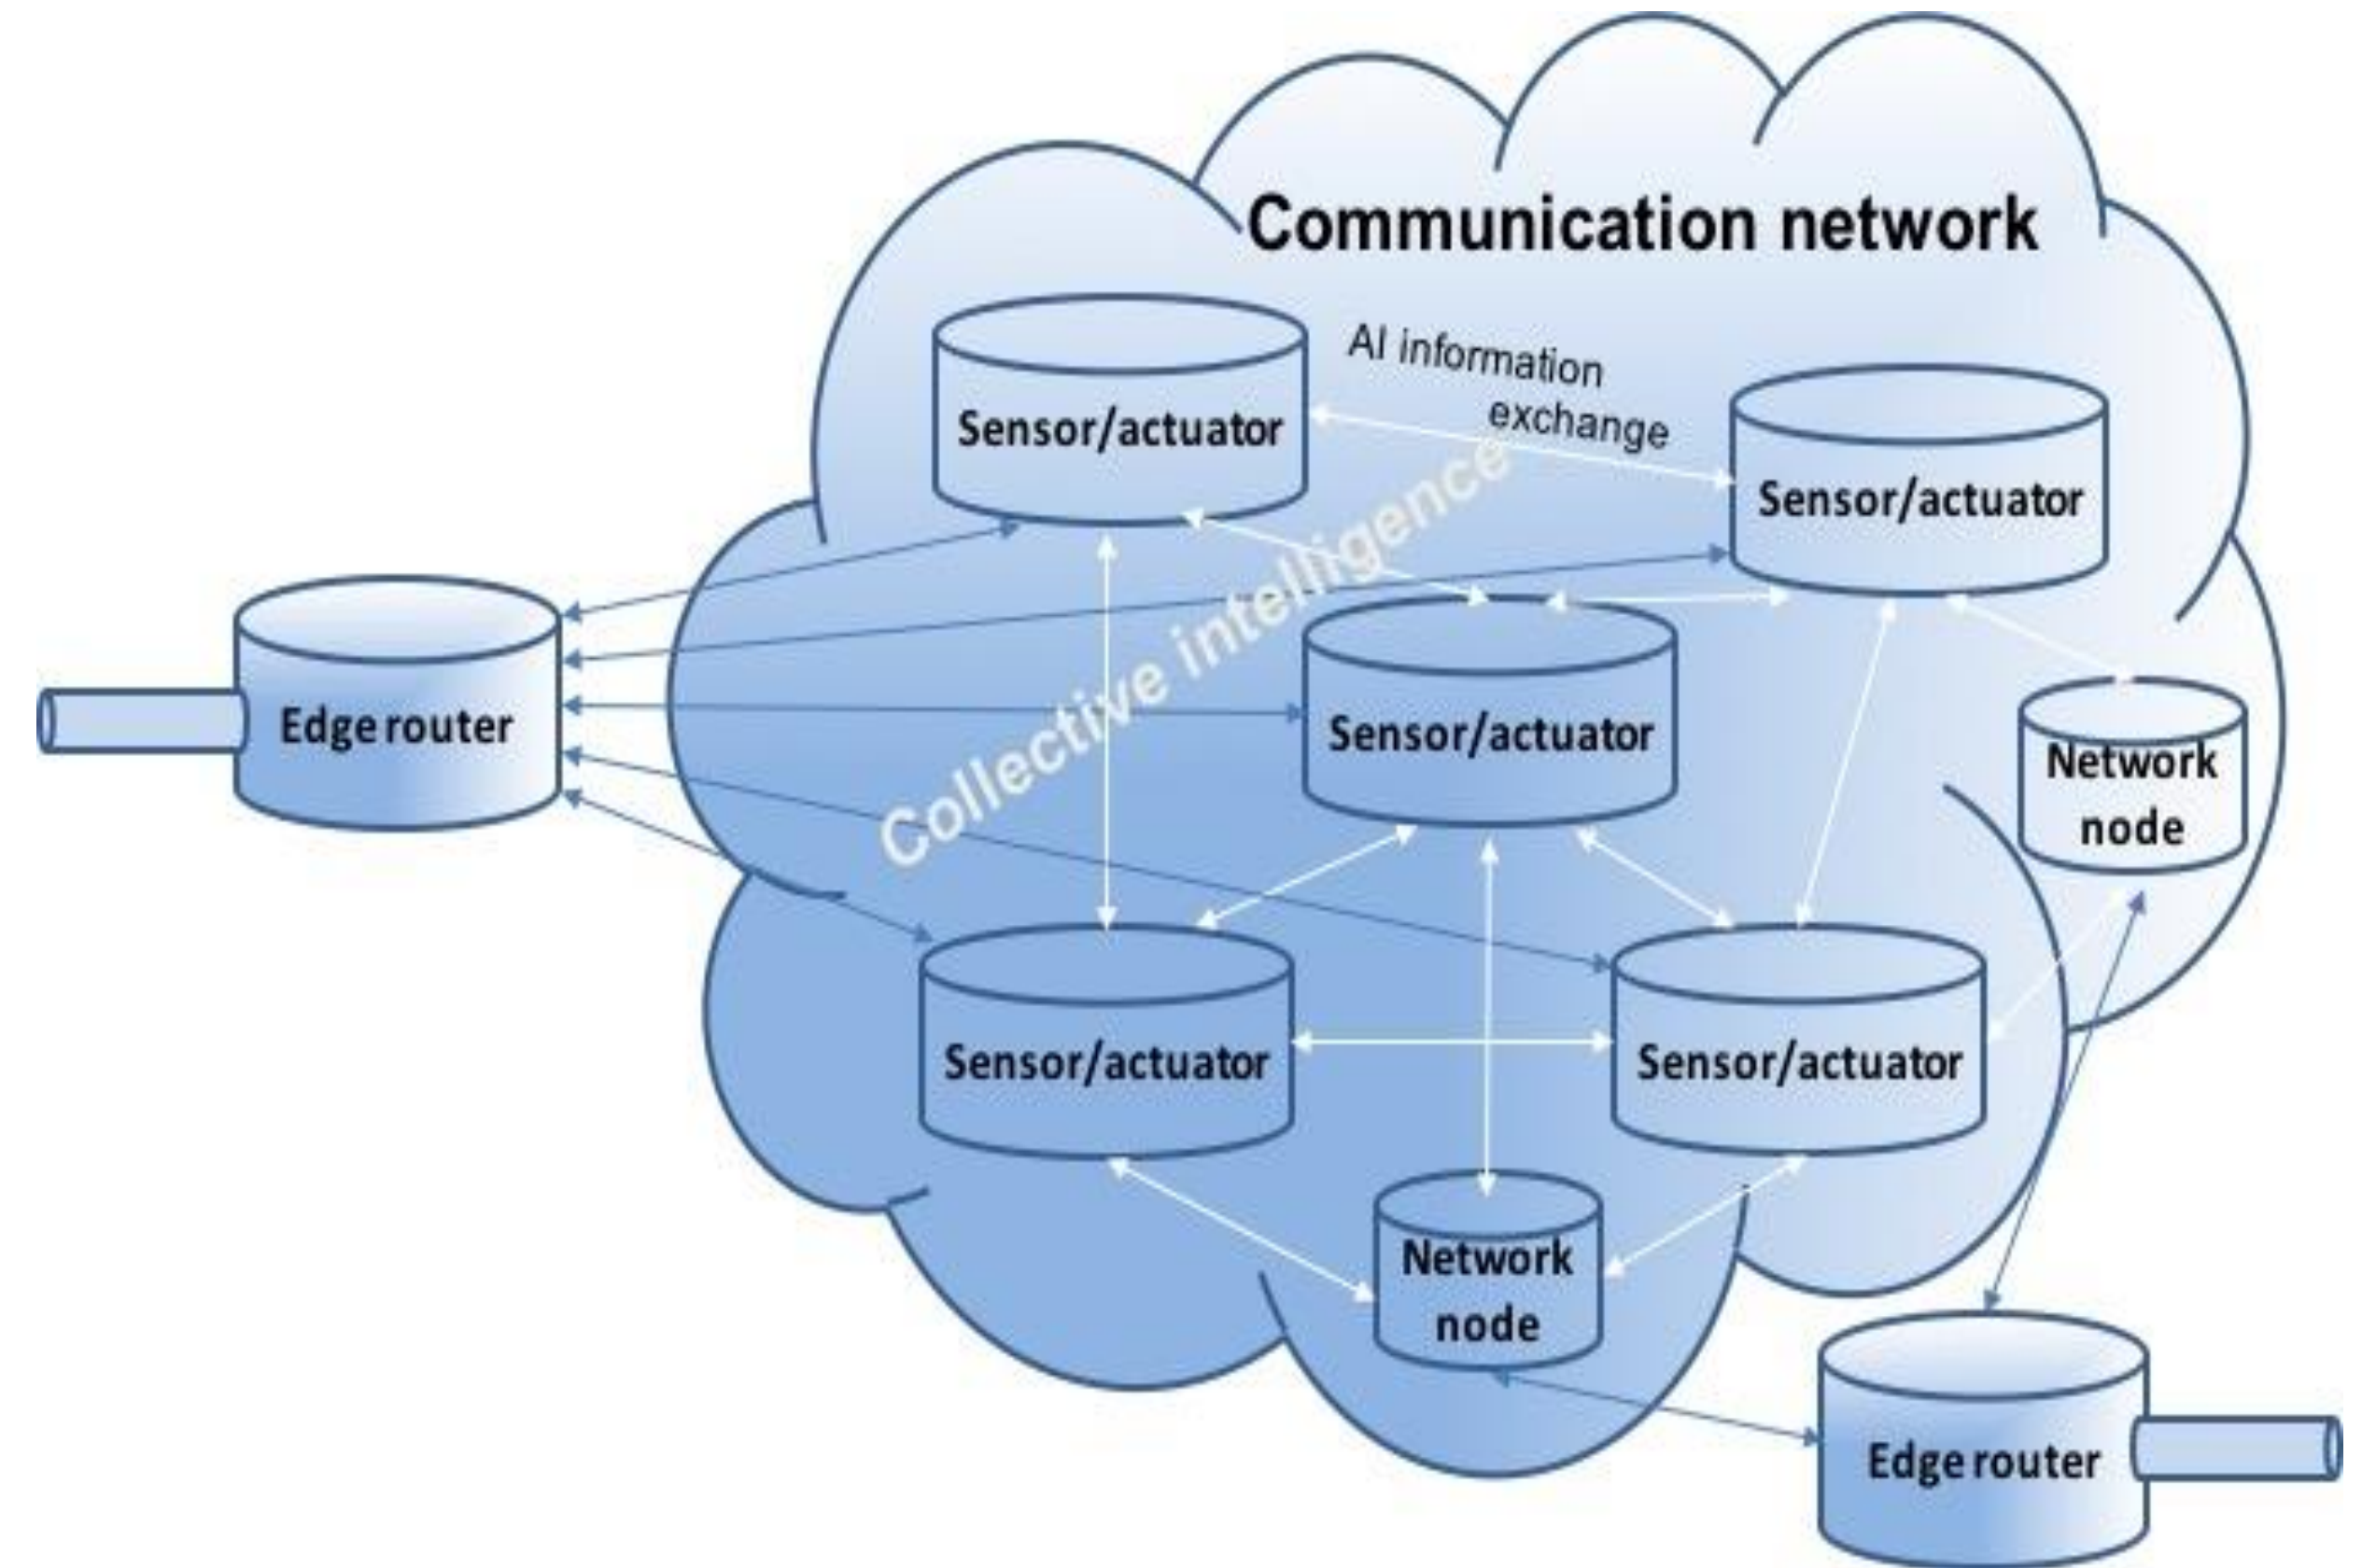 Communication network
AI information
exchange
Sensor/actuator
Sensor/actuator
Collective intelligence
Edge router
Sensor/actuator
Network
node
Sensor/actuator
Sensor/actuator
Network
node
Edge router